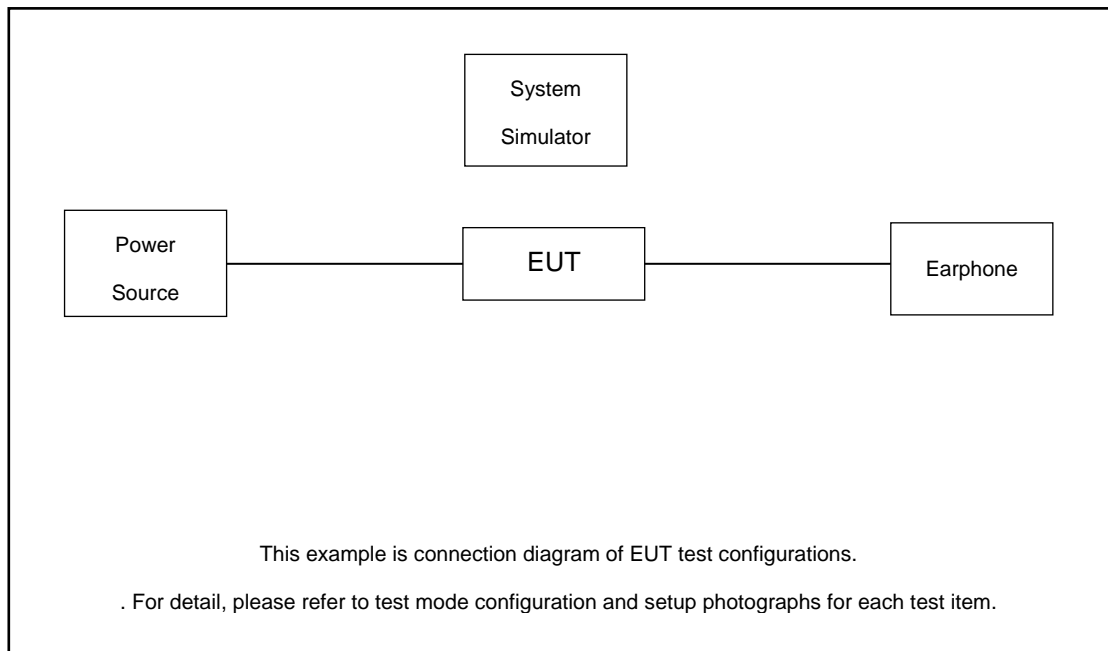 System
Simulator
Power
Source
EUT
Earphone
This example is connection diagram of EUT test configurations.
. For detail, please refer to test mode configuration and setup photographs for each test item.